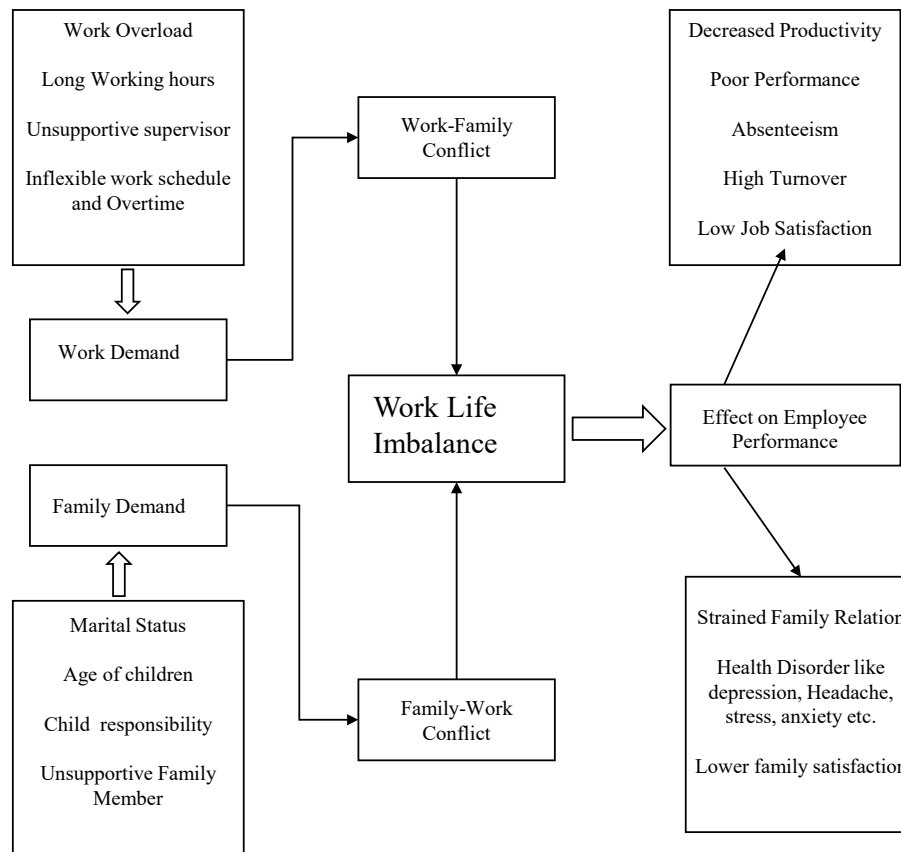 Work Overload
Long Working hours
Unsupportive supervisor
Inflexible work schedule
and Overtime
Work Demand
Family Demand
Marital Status
Age of children
Child responsibility
Unsupportive Family
Member
Work-Family
Conflict
Work Life
Imbalance
Family-Work
Conflict
Decreased Productivity
Poor Performance
Absenteeism
High Turnover
Low Job Satisfaction
Effect on Employee
Performance
Strained Family Relation
Health Disorder like
depression, Headache,
stress, anxiety etc.
Lower family satisfaction